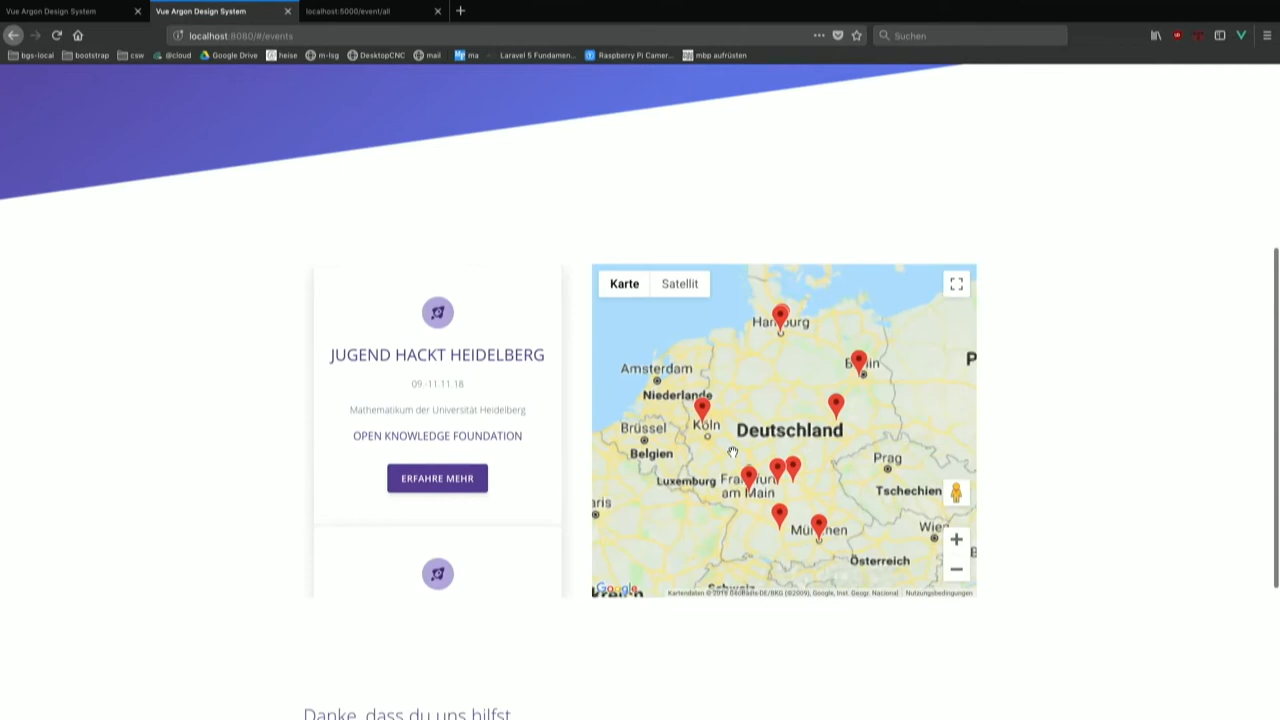 Vue Argon Design System
Vue Argon Design System
localhost:5000/event/all
localhost:8080/#/events
Suchen
bgs-local
bootstrap
csw
@cloud
Google Drive
heise
m-lsg
DesktopCNC
mail
ma
Laravel 5 Fundamen...
Raspberry Pi Camer...
mbp aufrüsten
JUGEND HACKT HEIDELBERG
09.-11.11.18
Mathematikum der Universität Heidelberg
OPEN KNOWLEDGE FOUNDATION
ERFAHRE MEHR
Karte
Satellit
Hamburg
Amsterdam
Niederlande
Brüssel
Köln
Deutschland
Belgien
Prag
Luxemburg
am Main
Tschechien
aris
Wien
Österreich
Google
Nutzungsbedingungen
Danke, dass du uns hilfst